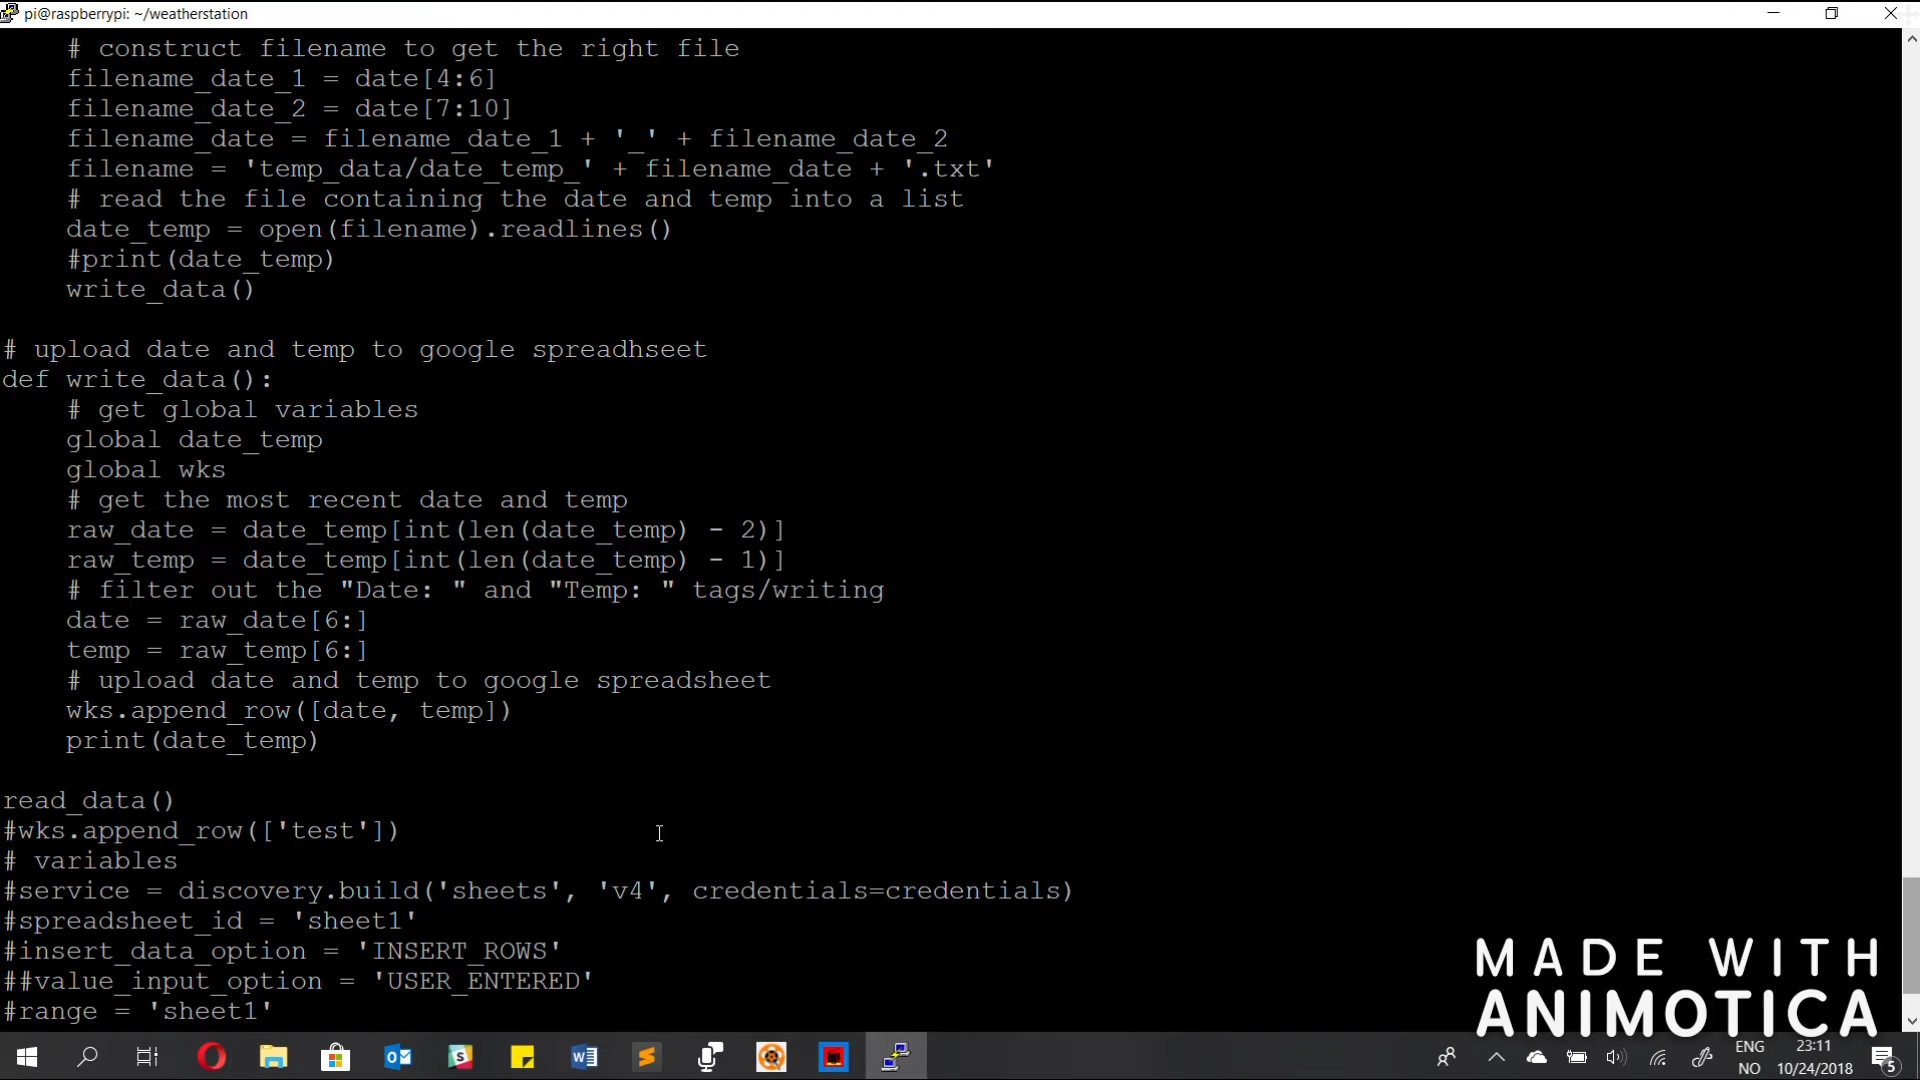 pi@raspberrypi: ~/weatherstation
# construct filename to get the right file
filename_date_1 = date[4:6]
filename_date_2 = date[7:10]
filename_date = filename_date_1 + '_' + filename_date_2
filename = 'temp_data/date_temp_' + filename_date + '.txt'
# read the file containing the date and temp into a list
date_temp = open(filename).readlines()
#print(date_temp)
write_data()
# upload date and temp to google spreadhseet
def write_data():
# get global variables
global date_temp
global wks
# get the most recent date and temp
raw_date = date_temp[int(len(date_temp) - 2)]
raw_temp = date_temp[int(len(date_temp) - 1)]
# filter out the "Date: " and "Temp: " tags/writing
date = raw_date[6:]
temp = raw_temp[6:]
# upload date and temp to google spreadsheet
wks.append_row([date, temp])
print(date_temp)
read_data()
#wks.append_row(['test'])
# variables
#service = discovery.build('sheets', 'v4', credentials=credentials)
#spreadsheet_id = 'sheet1'
#insert_data_option = 'INSERT_ROWS'
##value_input_option = 'USER_ENTERED'
#range = 'sheet1'
MADE WITH
ANIMOTICA
ENG
NO
23:11
10/24/2018
5